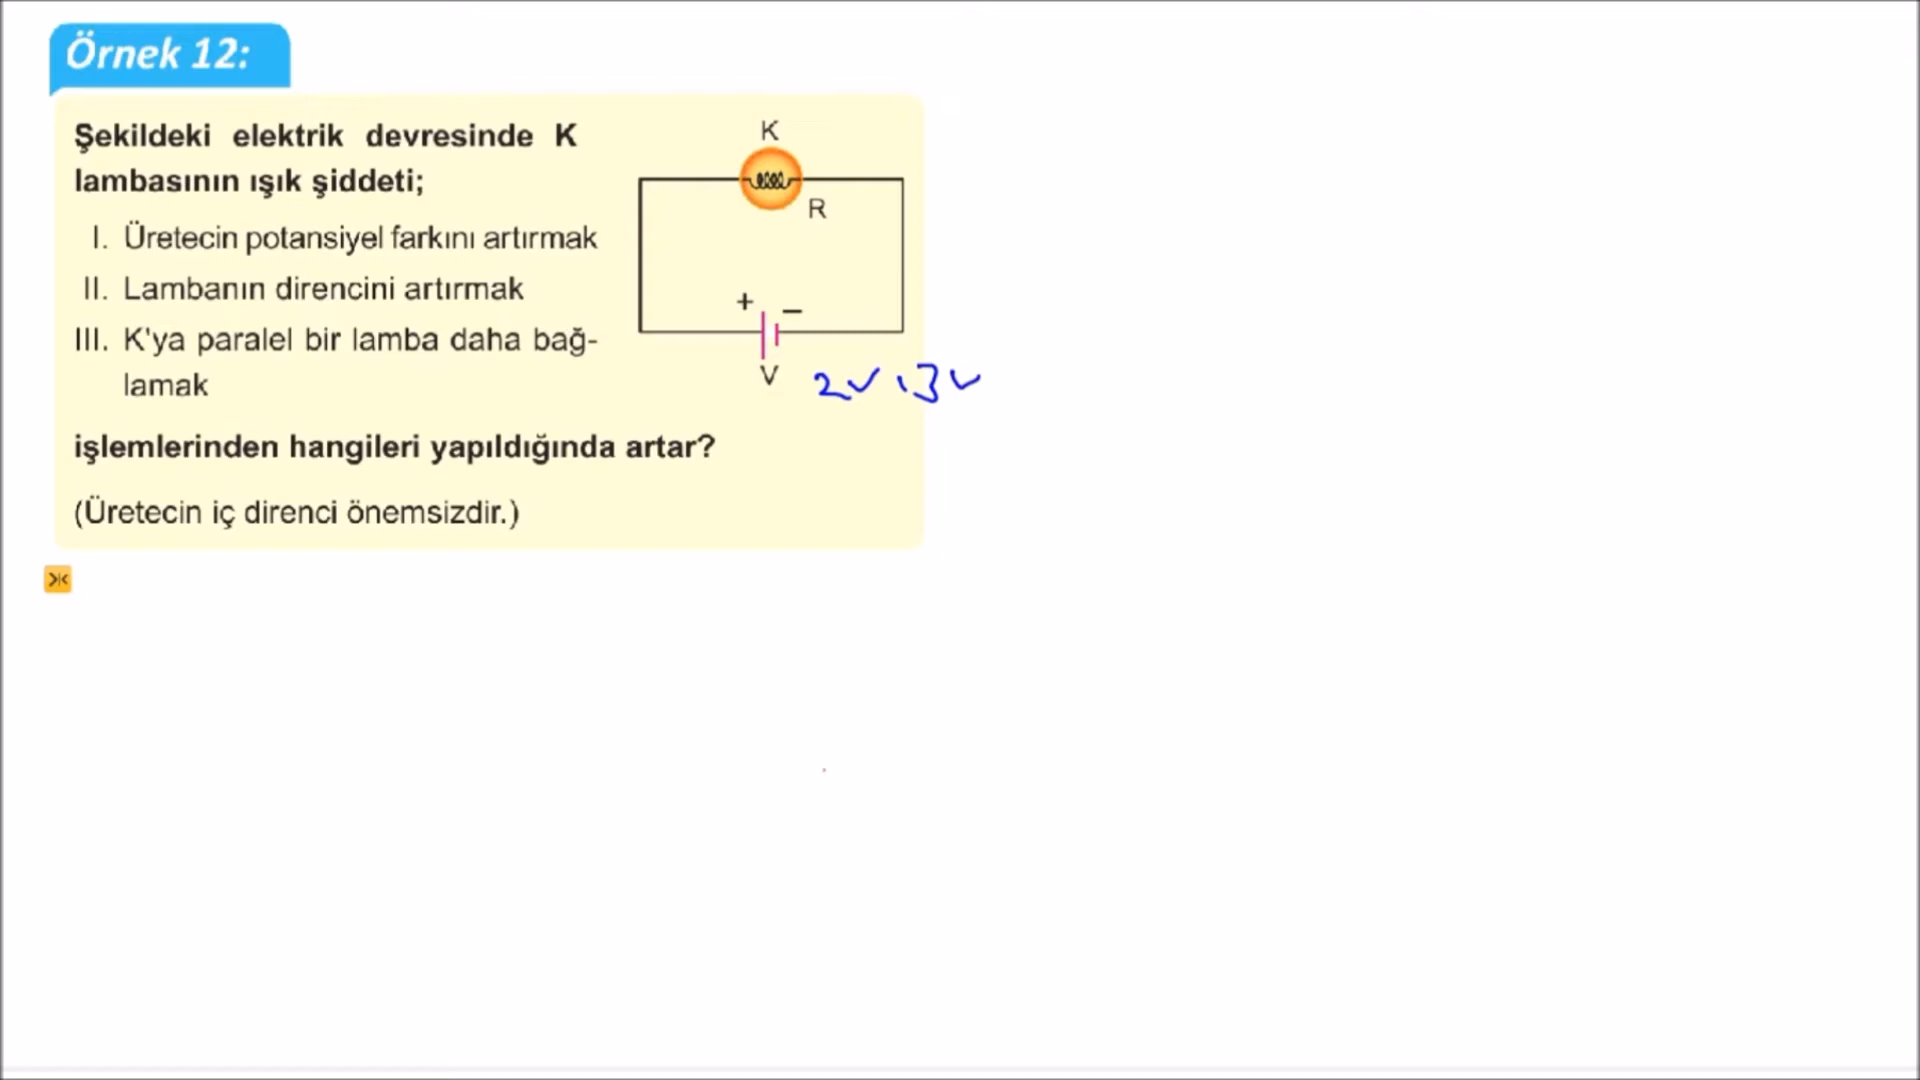 Örnek 12:
Şekildeki elektrik devresinde K
lambasının ışık şiddeti;
I. Üretecin potansiyel farkını artırmak
II. Lambanın direncini artırmak
III. K'ya paralel bir lamba daha bağ-
lamak
işlemlerinden hangileri yapıldığında artar?
(Üretecin iç direnci önemsizdir.)
K
R
+ −
V
2V, 3V